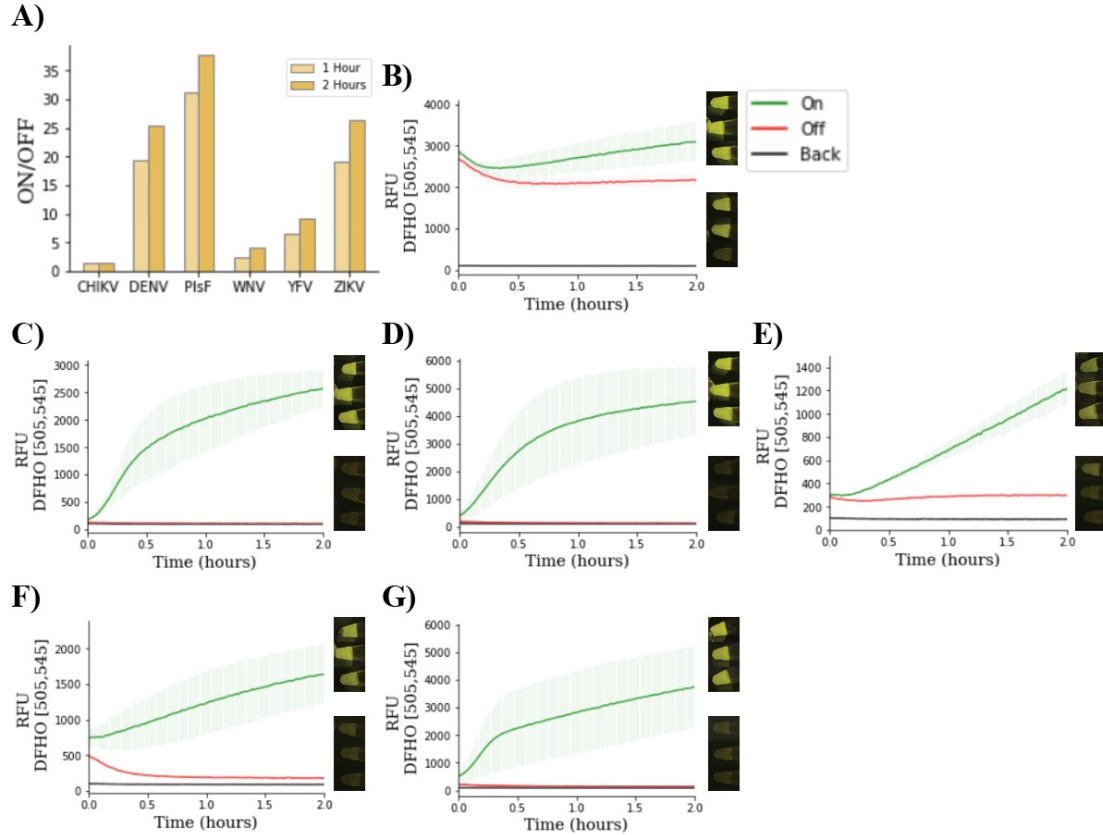 A)
ON/OFF
35
30
25
20
15
10
5
0
1 Hour
2 Hours
CHIKV DENV PlsF WNV YFV ZIKV
B)
RFU
DFHO [505,545]
4000
3000
2000
1000
0
0.0 0.5 1.0 1.5 2.0
Time (hours)
On
Off
Back
C)
RFU
DFHO [505,545]
3000
2500
2000
1500
1000
500
0
0.0 0.5 1.0 1.5 2.0
Time (hours)
D)
RFU
DFHO [505,545]
6000
5000
4000
3000
2000
1000
0
0.0 0.5 1.0 1.5 2.0
Time (hours)
E)
RFU
DFHO [505,545]
1400
1200
1000
800
600
400
200
0
0.0 0.5 1.0 1.5 2.0
Time (hours)
F)
RFU
DFHO [505,545]
2000
1500
1000
500
0
0.0 0.5 1.0 1.5 2.0
Time (hours)
G)
RFU
DFHO [505,545]
6000
5000
4000
3000
2000
1000
0
0.0 0.5 1.0 1.5 2.0
Time (hours)